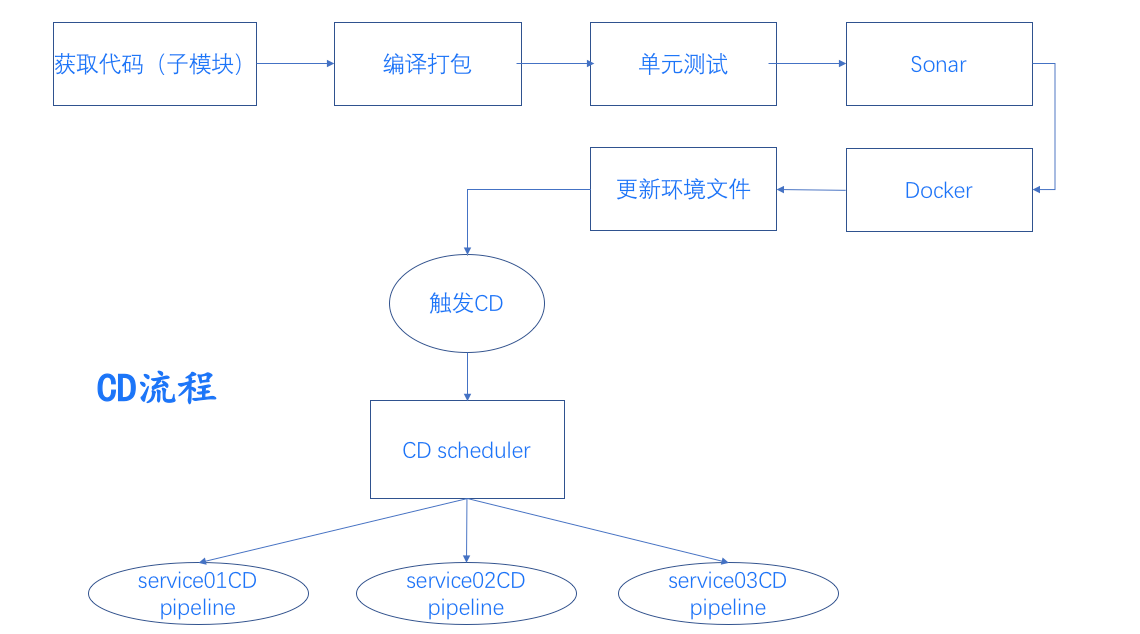 获取代码（子模块）
编译打包
单元测试
Sonar
Docker
更新环境文件
触发CD
CD流程
CD scheduler
service01CD
pipeline
service02CD
pipeline
service03CD
pipeline